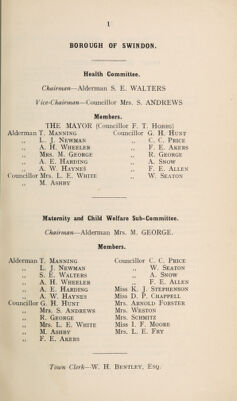 1
BOROUGH OF SWINDON.
Health Committee.
Chairman—Alderman S. E. WALTERS
Vice-Chairman—Councillor Mrs. S. ANDREWS
Members.
THE MAYOR (Councillor F. T. Hobbs)
Alderman T. Manning Councillor G. H. Hunt
„ L. J. Newman „ C. C. Price
„ A. H. Wheeler „ F. E. Akers
„ Mrs. M. George „ R. George
„ A. E. Harding „ A. Snow
„ A. W. Haynes „ F. E. Allen
Councillor Mrs. L. E. White „ W. Seaton
„ M. Ashby
Maternity and Child Welfare Sub-Committee.
Chairman—Alderman Mrs. M. GEORGE.
Members.
Alderman T. Manning Councillor C. C. Price
„ L. J. Newman „ W. Seaton
„ S. E. Walters „ A. Snow
„ A. H. Wheeler „ F. E. Allen
„ A. E. Harding Miss K. J. Stephenson
„ A. W. Haynes Miss D. P. Chappell
Councillor G. H. Hunt Mrs. Arnold Forster
„ Mrs. S. Andrews Mrs. Weston
„ R. George Mrs. Schmitz
„ Mrs. L. E. White Miss I. F. Moore
„ M. Ashby Mrs. L. E. Fry
„ F. E. Akers
Town Clerk—W. H. Bentley, Esq.